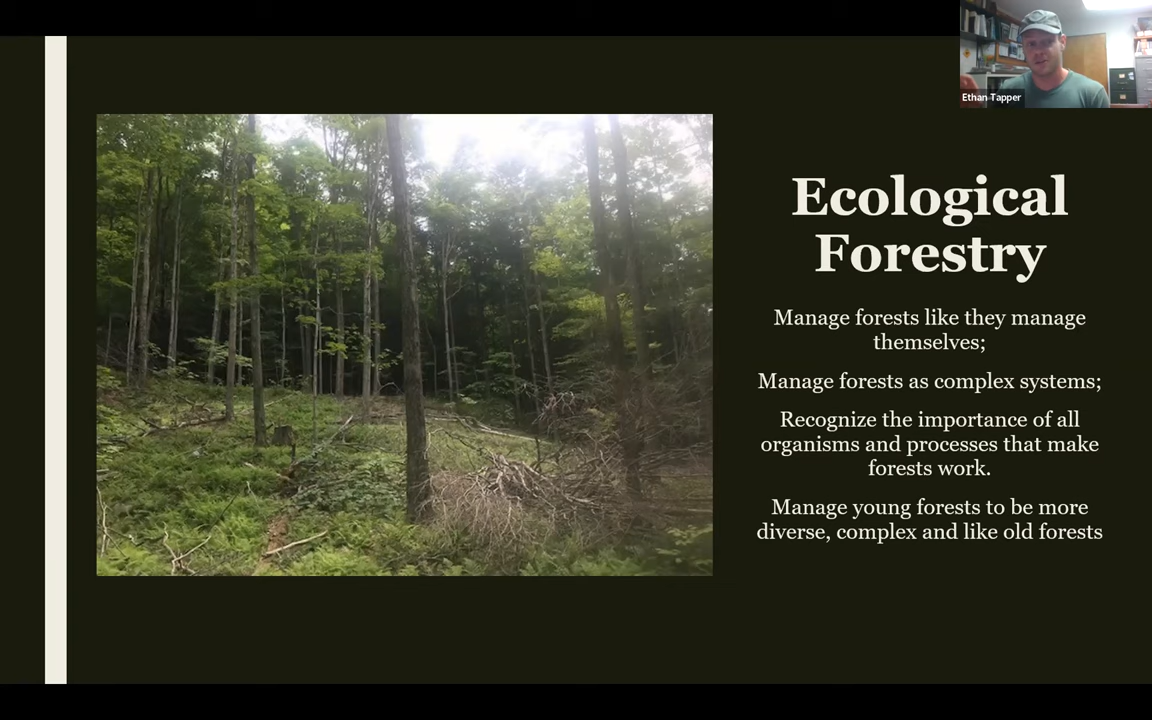 Ethan Tapper
Ecological
Forestry
Manage forests like they manage
themselves;
Manage forests as complex systems;
Recognize the importance of all
organisms and processes that make
forests work.
Manage young forests to be more
diverse, complex and like old forests